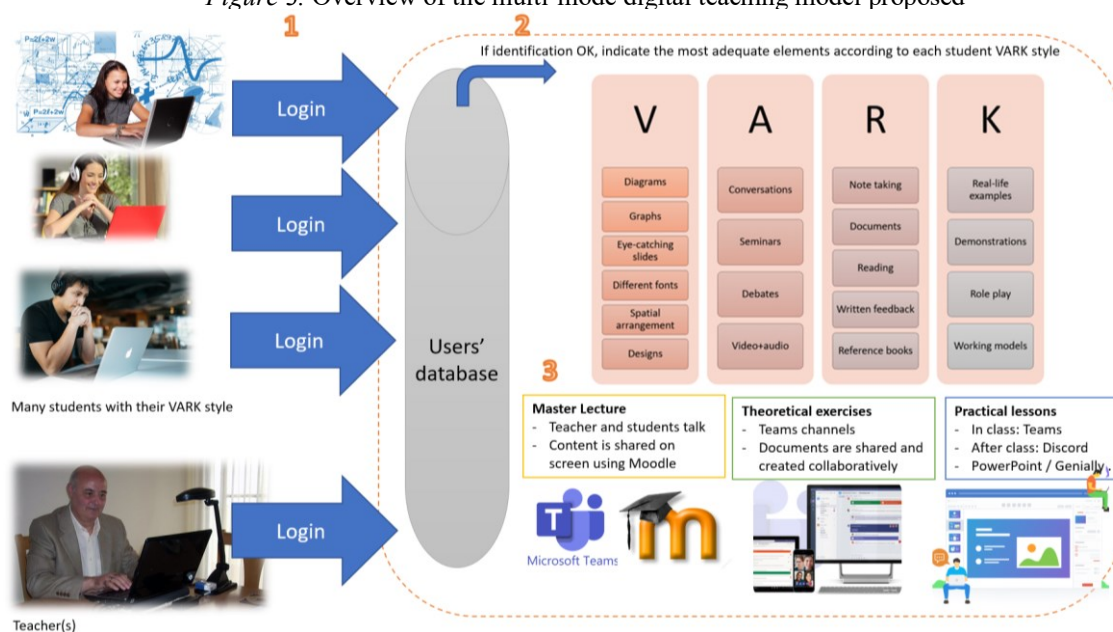 Figure 3. Overview of the multi-mode digital teaching model proposed
1
2
If identification OK, indicate the most adequate elements according to each student VARK style
P=2ℓ+2w
P=2ℓ+2w
Login
Login
Login
Many students with their VARK style
Login
Teacher(s)
Users'
database
V
Diagrams
Graphs
Eye-catching
slides
Different fonts
Spatial
arrangement
Designs
A
Conversations
Seminars
Debates
Video+audio
R
Note taking
Documents
Reading
Written feedback
Reference books
K
Real-life
examples
Demonstrations
Role play
Working models
3
Master Lecture
- Teacher and students talk
- Content is shared on
screen using Moodle
Theoretical exercises
- Teams channels
- Documents are shared and
created collaboratively
Practical lessons
- In class: Teams
- After class: Discord
- PowerPoint / Genially
T
Microsoft Teams
m